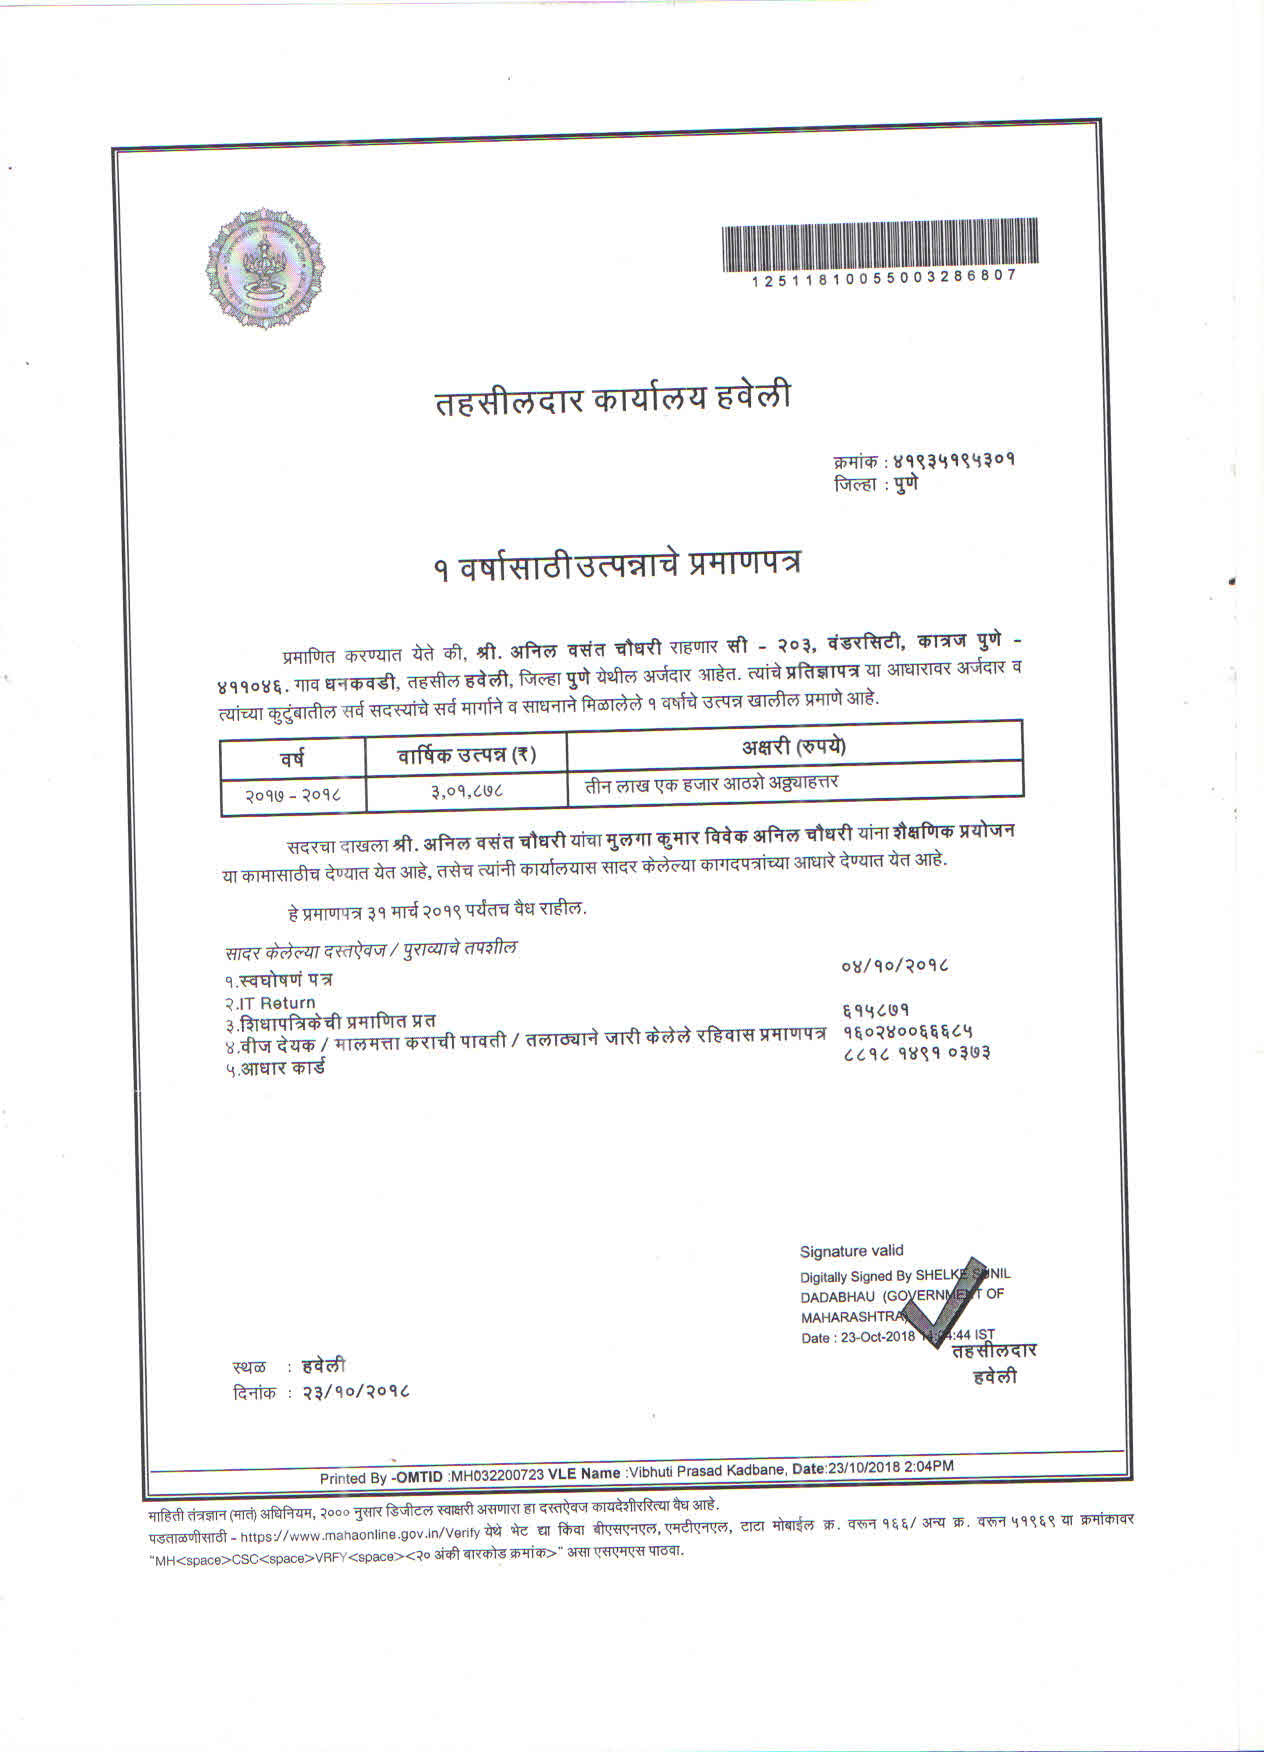 12511810055003286807
तहसीलदार कार्यालय हवेली
क्रमांक : ४१९३५१९५३०१
जिल्हा : पुणे
१ वर्षासाठी उत्पन्नाचे प्रमाणपत्र
प्रमाणित करण्यात येते की, श्री. अनिल वसंत चौधरी राहणार सी - २०३, वंडरसिटी, कात्रज पुणे -
४११०४६. गाव धनकवडी, तहसील हवेली, जिल्हा पुणे येथील अर्जदार आहेत. त्यांचे प्रतिज्ञापत्र या आधारावर अर्जदार व
त्यांच्या कुटुंबातील सर्व सदस्यांचे सर्व मार्गाने व साधनाने मिळालेले १ वर्षाचे उत्पन्न खालील प्रमाणे आहे.
वर्ष वार्षिक उत्पन्न (₹) अक्षरी (रुपये)
२०१७ - २०१८ ३,०१,८७८ तीन लाख एक हजार आठशे अठ्ठ्याहत्तर
सदरचा दाखला श्री. अनिल वसंत चौधरी यांचा मुलगा कुमार विवेक अनिल चौधरी यांना शैक्षणिक प्रयोजन
या कामासाठीच देण्यात येत आहे, तसेच त्यांनी कार्यालयास सादर केलेल्या कागदपत्रांच्या आधारे देण्यात येत आहे.
हे प्रमाणपत्र ३१ मार्च २०१९ पर्यंतच वैध राहील.
सादर केलेल्या दस्तऐवज / पुराव्याचे तपशील
१.स्वघोषणं पत्र ०४/१०/२०१८
२.IT Return
३.शिधापत्रिकेची प्रमाणित प्रत ६१५८७१
४.वीज देयक / मालमत्ता कराची पावती / तलाठ्याने जारी केलेले रहिवास प्रमाणपत्र १६०२४००६६६८५
५.आधार कार्ड ८८१८ १४९१ ०३७३
Signature valid
Digitally Signed By SHELKE SUNIL
DADABHAU (GOVERNMENT OF
MAHARASHTRA)
Date : 23-Oct-2018 14:04:44 IST
तहसीलदार
हवेली
स्थळ : हवेली
दिनांक : २३/१०/२०१८
Printed By -OMTID :MH032200723 VLE Name :Vibhuti Prasad Kadbane, Date:23/10/2018 2:04PM
माहिती तंत्रज्ञान (मातं) अधिनियम, २००० नुसार डिजीटल स्वाक्षरी असणारा हा दस्तऐवज कायदेशीररित्या वैध आहे.
पडताळणीसाठी - https://www.mahaonline.gov.in/Verify येथे भेट द्या किंवा बीएसएनएल, एमटीएनएल, टाटा मोबाईल क्र. वरून १६६/ अन्य क्र. वरून ५१९६९ या क्रमांकावर
"MH<space>CSC<space>VRFY<space><२० अंकी बारकोड क्रमांक>" असा एसएमएस पाठवा.